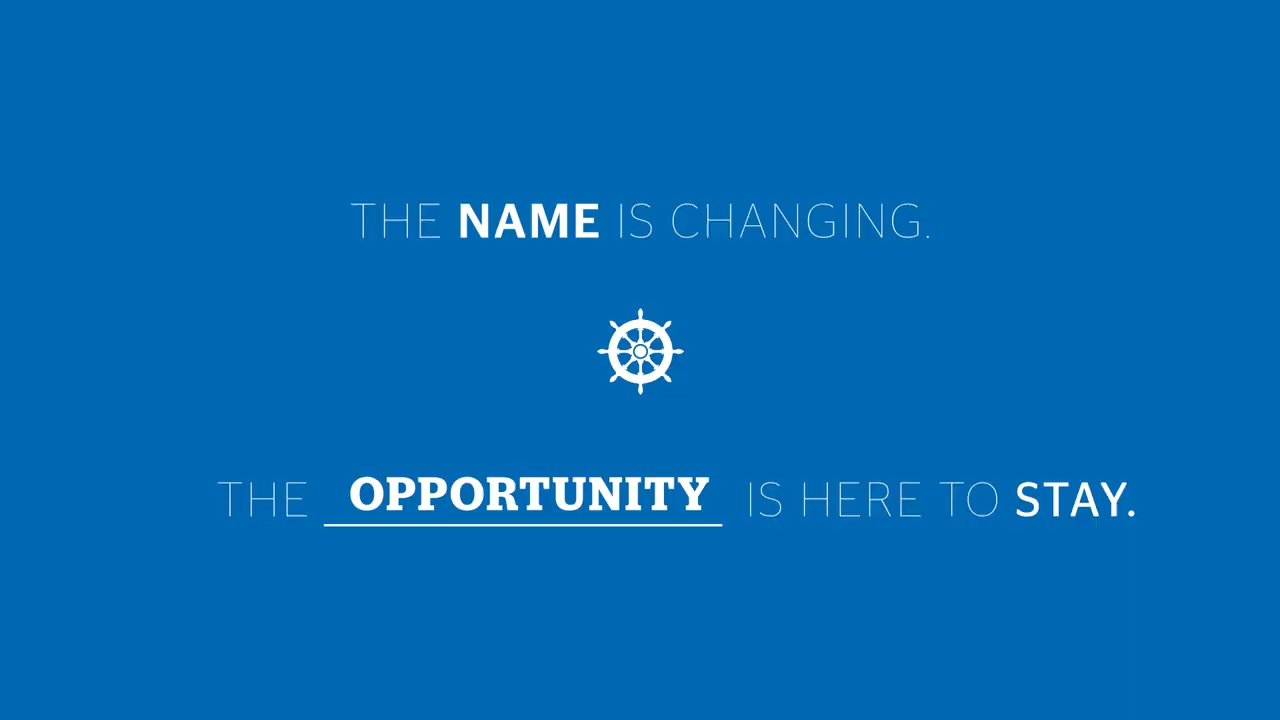 THE NAME IS CHANGING.
THE OPPORTUNITY IS HERE TO STAY.